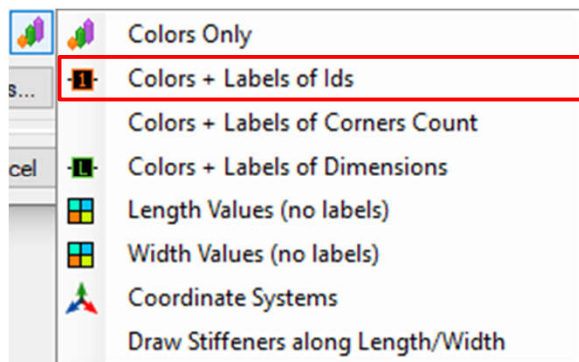 Colors Only
s...
1 Colors + Labels of Ids
Colors + Labels of Corners Count
cel
L Colors + Labels of Dimensions
Length Values (no labels)
Width Values (no labels)
Coordinate Systems
Draw Stiffeners along Length/Width